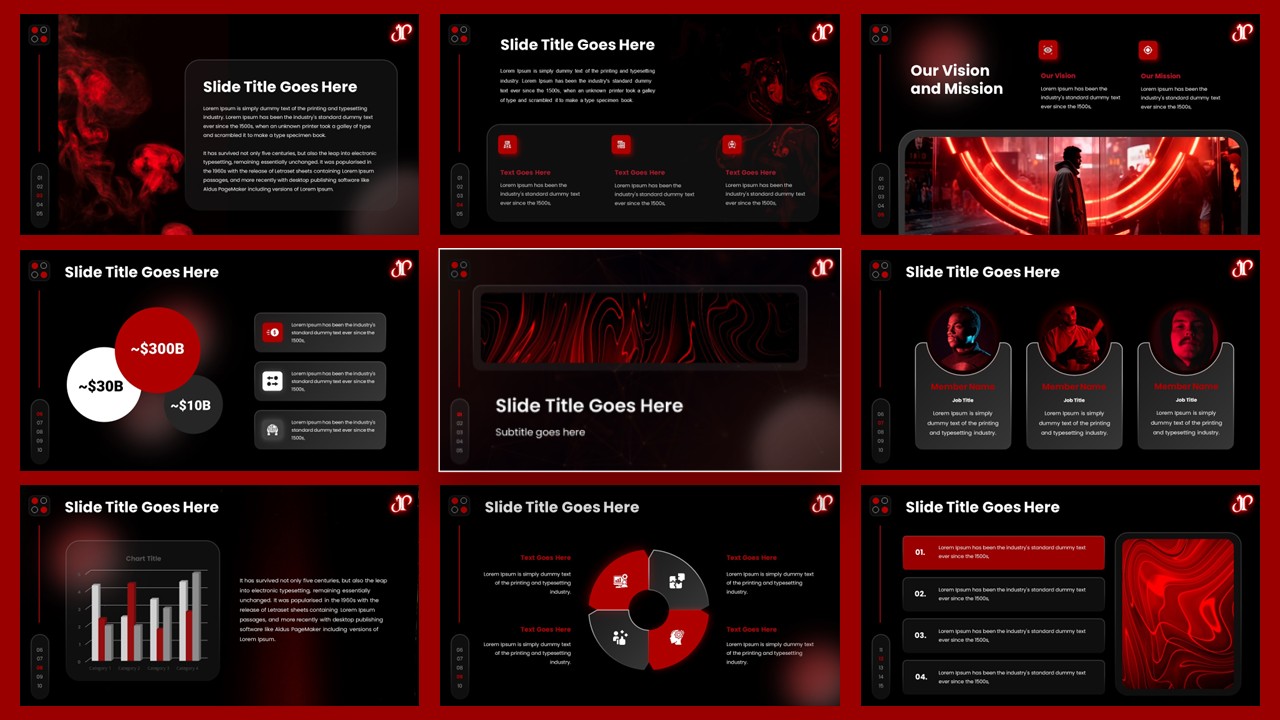 Slide Title Goes Here
Lorem Ipsum is simply dummy text of the printing and typesetting
industry. Lorem Ipsum has been the industry's standard dummy text
ever since the 1500s, when an unknown printer took a galley of type
and scrambled it to make a type specimen book.
It has survived not only five centuries, but also the leap into electronic
typesetting, remaining essentially unchanged. It was popularised in
the 1960s with the release of Letraset sheets containing Lorem Ipsum
passages, and more recently with desktop publishing software like
Aldus PageMaker including versions of Lorem Ipsum.
01
02
03
04
05
Slide Title Goes Here
Lorem Ipsum is simply dummy text of the printing and typesetting
industry. Lorem Ipsum has been the industry's standard dummy
text ever since the 1500s, when an unknown printer took a galley
of type and scrambled it to make a type specimen book.
Text Goes Here
Lorem Ipsum has been the
industry's standard dummy text
ever since the 1500s,
Text Goes Here
Lorem Ipsum has been the
industry's standard dummy text
ever since the 1500s,
Text Goes Here
Lorem Ipsum has been the
industry's standard dummy text
ever since the 1500s,
01
02
03
04
05
Our Vision
and Mission
Our Vision
Lorem Ipsum has been the
industry's standard dummy text
ever since the 1500s,
Our Mission
Lorem Ipsum has been the
industry's standard dummy text
ever since the 1500s,
01
02
03
04
05
Slide Title Goes Here
~$300B
~$30B
~$10B
Lorem Ipsum has been the industry's
standard dummy text ever since the
1500s,
Lorem Ipsum has been the industry's
standard dummy text ever since the
1500s,
Lorem Ipsum has been the industry's
standard dummy text ever since the
1500s,
06
07
08
09
10
Slide Title Goes Here
Subtitle goes here
01
02
03
04
05
Slide Title Goes Here
Member Name
Job Title
Lorem Ipsum is simply
dummy text of the printing
and typesetting industry.
Member Name
Job Title
Lorem Ipsum is simply
dummy text of the printing
and typesetting industry.
Member Name
Job Title
Lorem Ipsum is simply
dummy text of the printing
and typesetting industry.
06
07
08
09
10
Slide Title Goes Here
Chart Title
Category 1
Category 2
Category 3
Category 4
It has survived not only five centuries, but also the leap
into electronic typesetting, remaining essentially
unchanged. It was popularised in the 1960s with the
release of Letraset sheets containing Lorem Ipsum
passages, and more recently with desktop publishing
software like Aldus PageMaker including versions of
Lorem Ipsum.
06
07
08
09
10
Slide Title Goes Here
Text Goes Here
Lorem Ipsum is simply dummy text
of the printing and typesetting
industry.
Text Goes Here
Lorem Ipsum is simply dummy text
of the printing and typesetting
industry.
Text Goes Here
Lorem Ipsum is simply dummy text
of the printing and typesetting
industry.
Text Goes Here
Lorem Ipsum is simply dummy text
of the printing and typesetting
industry.
06
07
08
09
10
Slide Title Goes Here
01.
Lorem Ipsum has been the industry's standard dummy text
ever since the 1500s,
02.
Lorem Ipsum has been the industry's standard dummy text
ever since the 1500s,
03.
Lorem Ipsum has been the industry's standard dummy text
ever since the 1500s,
04.
Lorem Ipsum has been the industry's standard dummy text
ever since the 1500s,
11
12
13
14
15